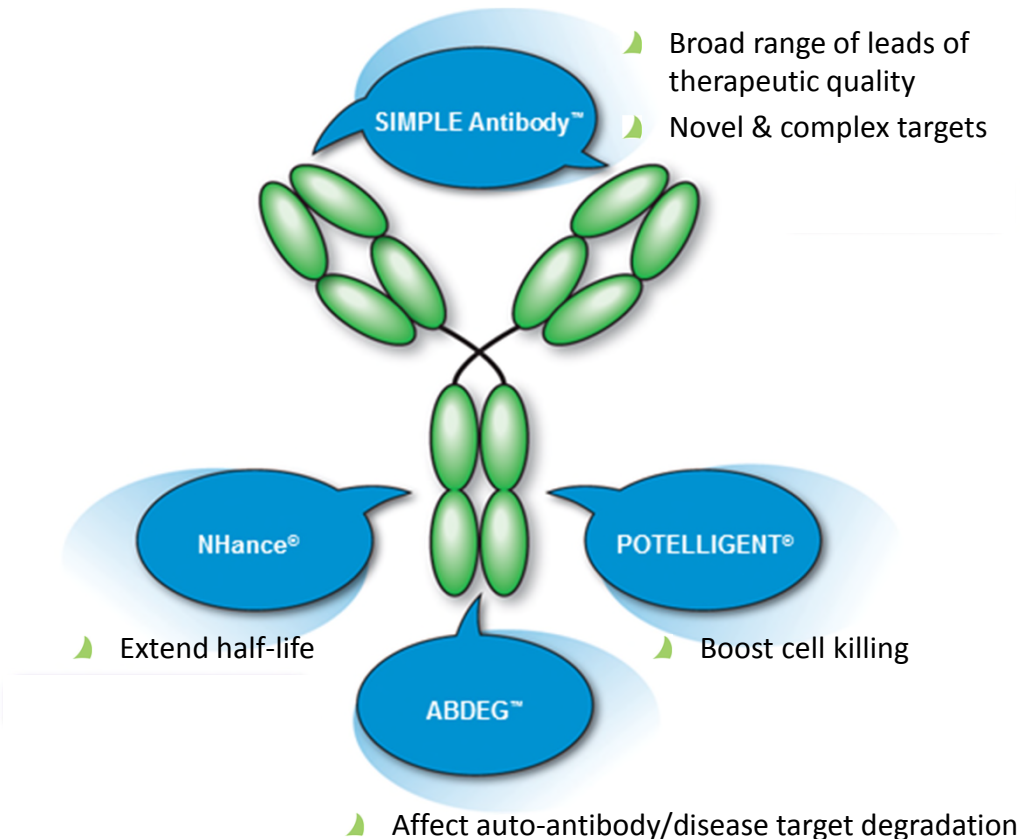 Broad range of leads of
therapeutic quality
SIMPLE Antibody™
Novel & complex targets
NHance®
POTELLIGENT®
Extend half-life
Boost cell killing
ABDEG™
Affect auto-antibody/disease target degradation